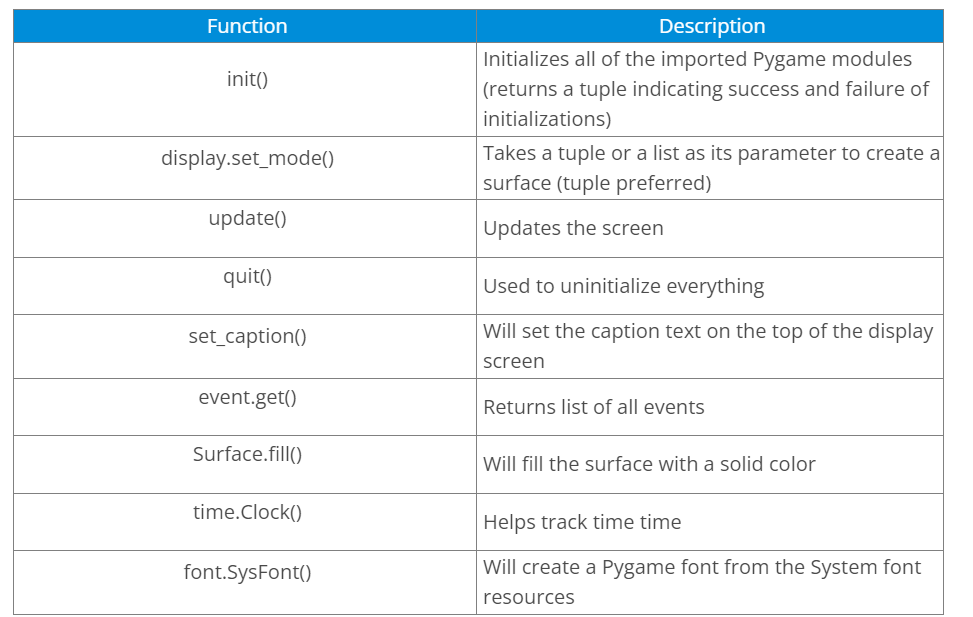 Function Description
init()
Initializes all of the imported Pygame modules
(returns a tuple indicating success and failure of
initializations)
display.set_mode()
Takes a tuple or a list as its parameter to create a
surface (tuple preferred)
update()
Updates the screen
quit()
Used to uninitialize everything
set_caption()
Will set the caption text on the top of the display
screen
event.get()
Returns list of all events
Surface.fill()
Will fill the surface with a solid color
time.Clock()
Helps track time time
font.SysFont()
Will create a Pygame font from the System font
resources